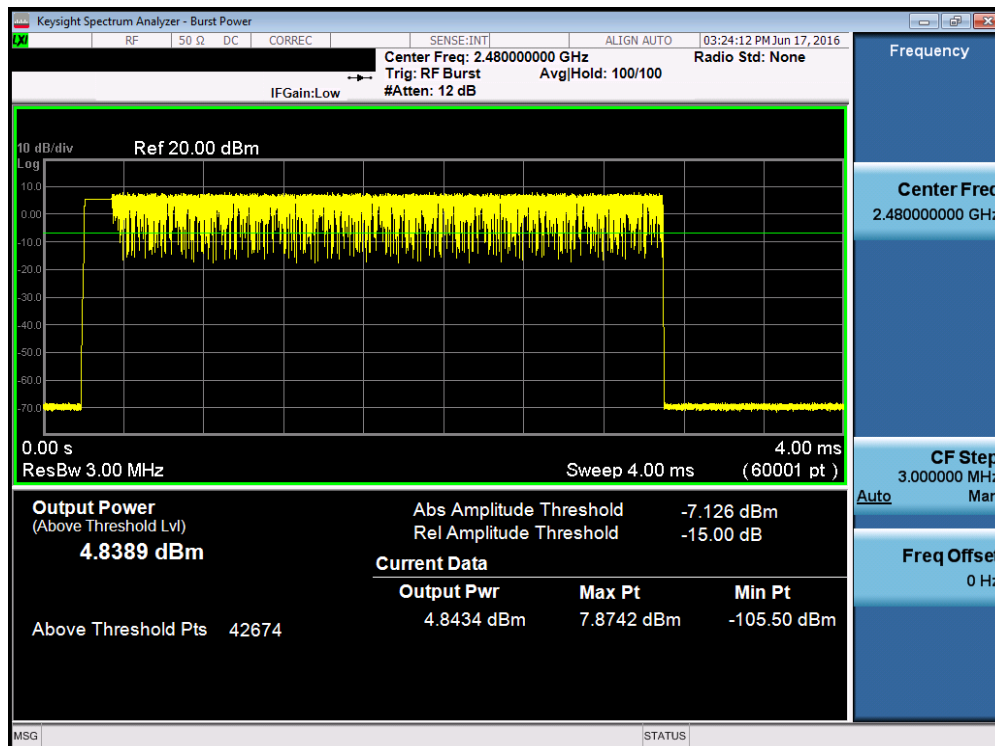 Keysight Spectrum Analyzer - Burst Power
LXI RF 50 Ω DC CORREC SENSE:INT ALIGN AUTO 03:24:12 PM Jun 17, 2016
Center Freq: 2.480000000 GHz Radio Std: None
Trig: RF Burst Avg|Hold: 100/100
IFGain:Low #Atten: 12 dB
10 dB/div Ref 20.00 dBm
Log
10.0
0.00
-10.0
-20.0
-30.0
-40.0
-50.0
-60.0
-70.0
0.00 s 4.00 ms
ResBw 3.00 MHz Sweep 4.00 ms (60001 pt)
Output Power
(Above Threshold Lvl)
4.8389 dBm
Above Threshold Pts 42674
Abs Amplitude Threshold -7.126 dBm
Rel Amplitude Threshold -15.00 dB
Current Data
Output Pwr Max Pt Min Pt
4.8434 dBm 7.8742 dBm -105.50 dBm
Frequency
Center Freq
2.480000000 GHz
CF Step
3.000000 MHz
Auto Man
Freq Offset
0 Hz
MSG STATUS